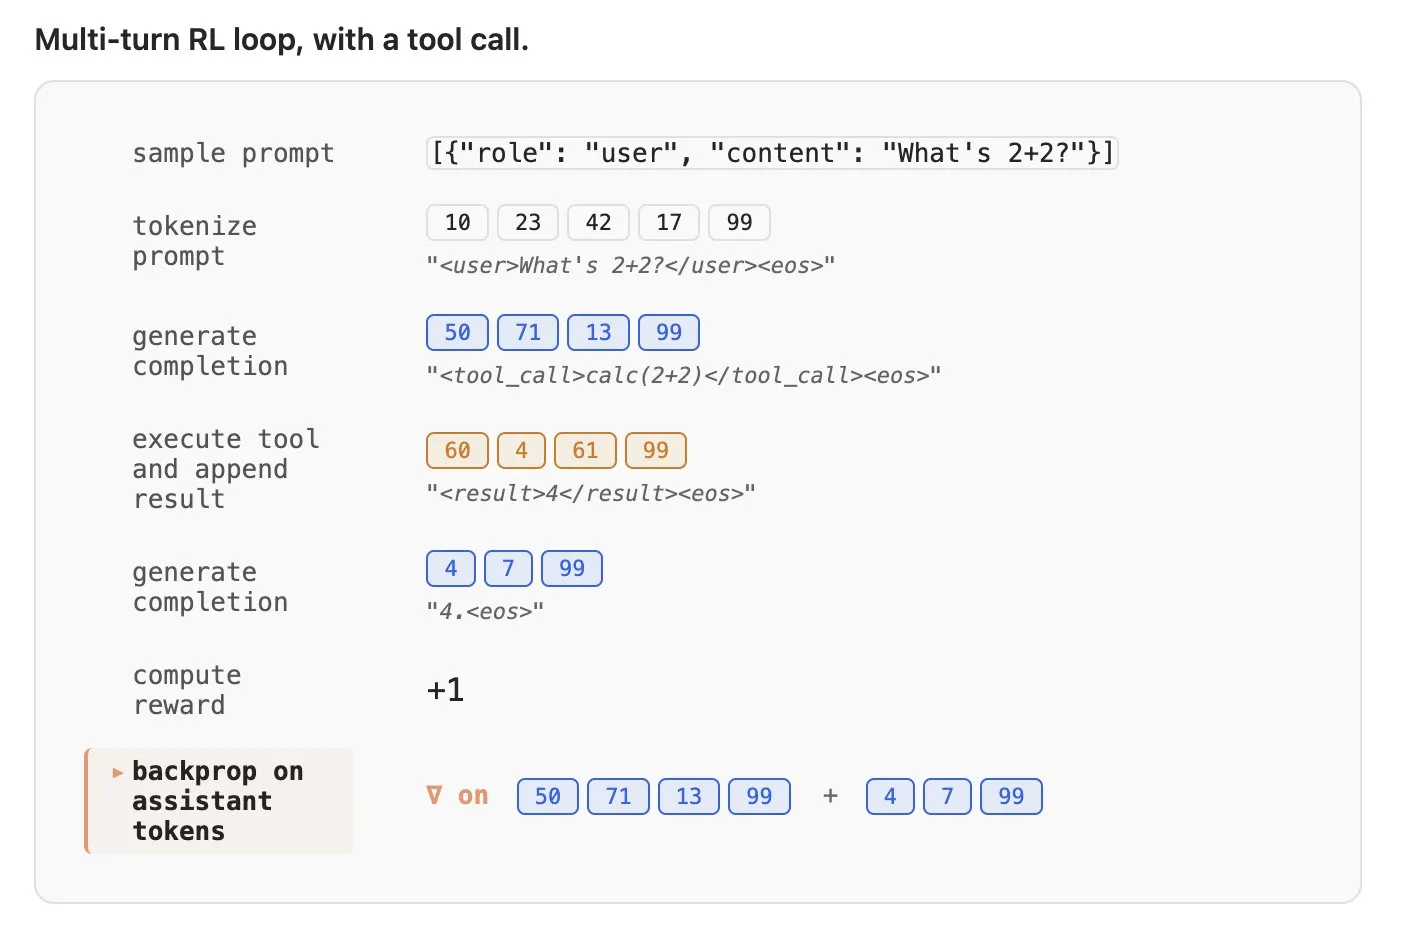 Multi-turn RL loop, with a tool call.
sample prompt
[{"role": "user", "content": "What's 2+2?"}]
tokenize
prompt
10 23 42 17 99
"<user>What's 2+2?</user><eos>"
generate
completion
50 71 13 99
"<tool_call>calc(2+2)</tool_call><eos>"
execute tool
and append
result
60 4 61 99
"<result>4</result><eos>"
generate
completion
4 7 99
"4.<eos>"
compute
reward
+1
▸ backprop on
assistant
tokens
∇ on 50 71 13 99 + 4 7 99